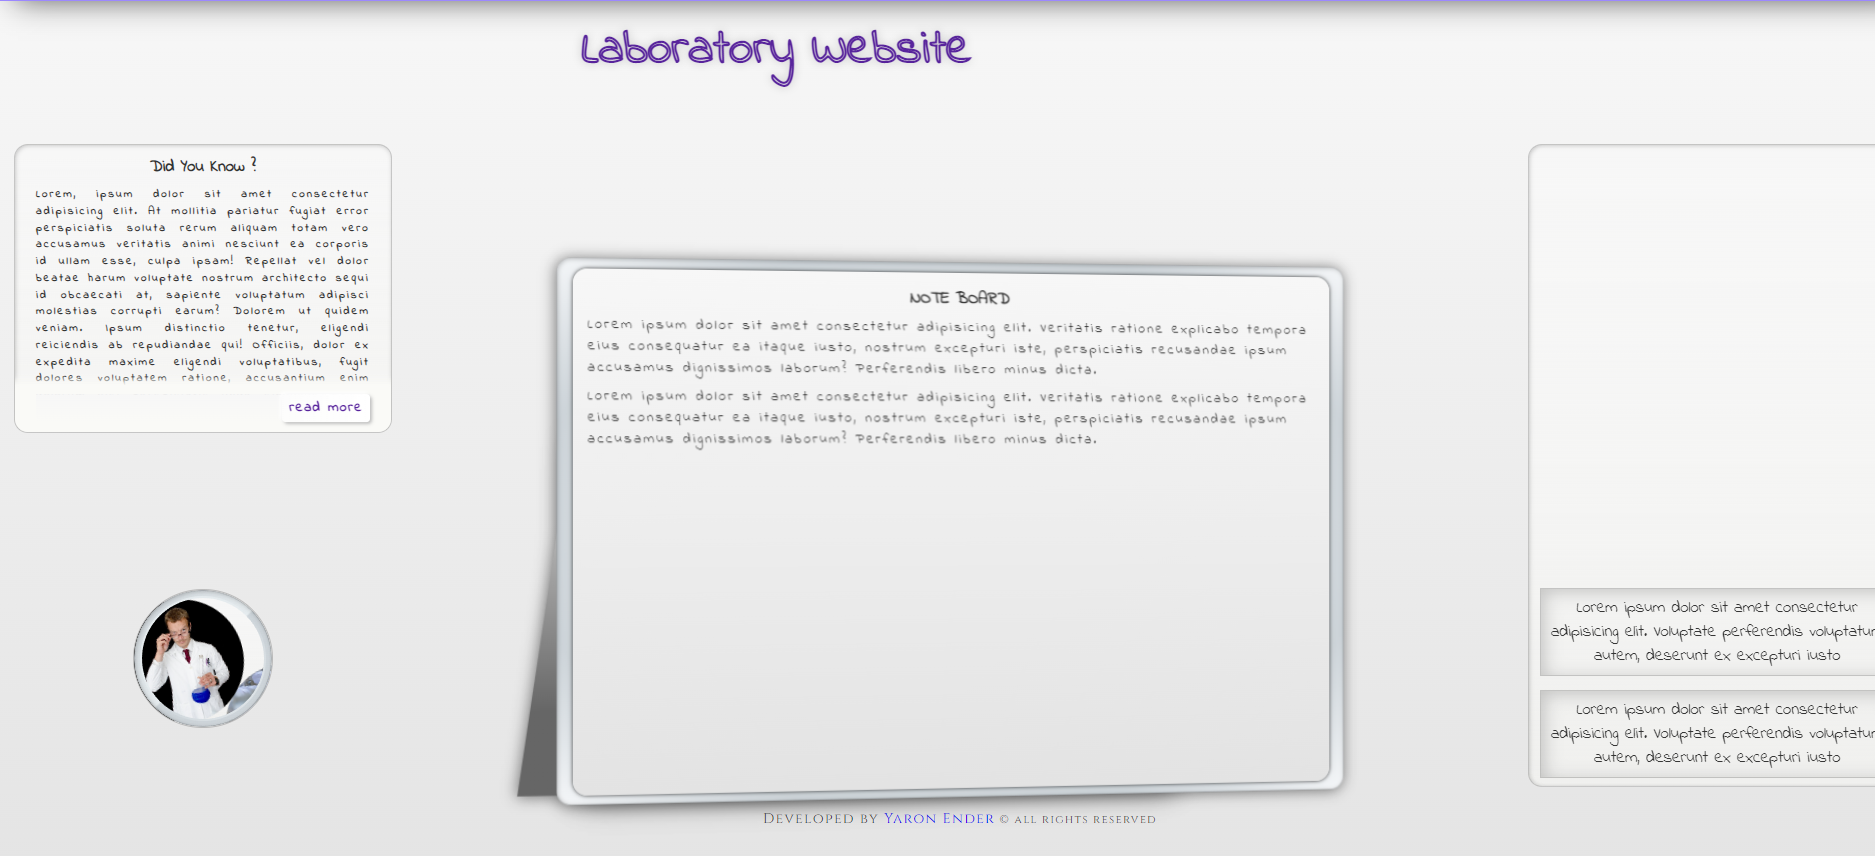 Laboratory Website
Did You Know ?
Lorem, ipsum dolor sit amet consectetur
adipisicing elit. At mollitia pariatur fugiat error
perspiciatis soluta rerum aliquam totam vero
accusamus veritatis animi nesciunt ea corporis
id ullam esse, culpa ipsam! Repellat vel dolor
beatae harum voluptate nostrum architecto sequi
id obcaecati at, sapiente voluptatum adipisci
molestias corrupti earum? Dolorem ut quidem
veniam. Ipsum distinctio tenetur, eligendi
reiciendis ab repudiandae qui! Officiis, dolor ex
expedita maxime eligendi voluptatibus, fugit
dolores voluptatem ratione, accusantium enim
read more
NOTE BOARD
Lorem ipsum dolor sit amet consectetur adipisicing elit. Veritatis ratione explicabo tempora
eius consequatur ea itaque iusto, nostrum excepturi iste, perspiciatis recusandae ipsum
accusamus dignissimos laborum? Perferendis libero minus dicta.
Lorem ipsum dolor sit amet consectetur adipisicing elit. Veritatis ratione explicabo tempora
eius consequatur ea itaque iusto, nostrum excepturi iste, perspiciatis recusandae ipsum
accusamus dignissimos laborum? Perferendis libero minus dicta.
Lorem ipsum dolor sit amet consectetur
adipisicing elit. Voluptate perferendis voluptatur
autem, deserunt ex excepturi iusto
Lorem ipsum dolor sit amet consectetur
adipisicing elit. Voluptate perferendis voluptatur
autem, deserunt ex excepturi iusto
Developed by Yaron Ender © all rights reserved